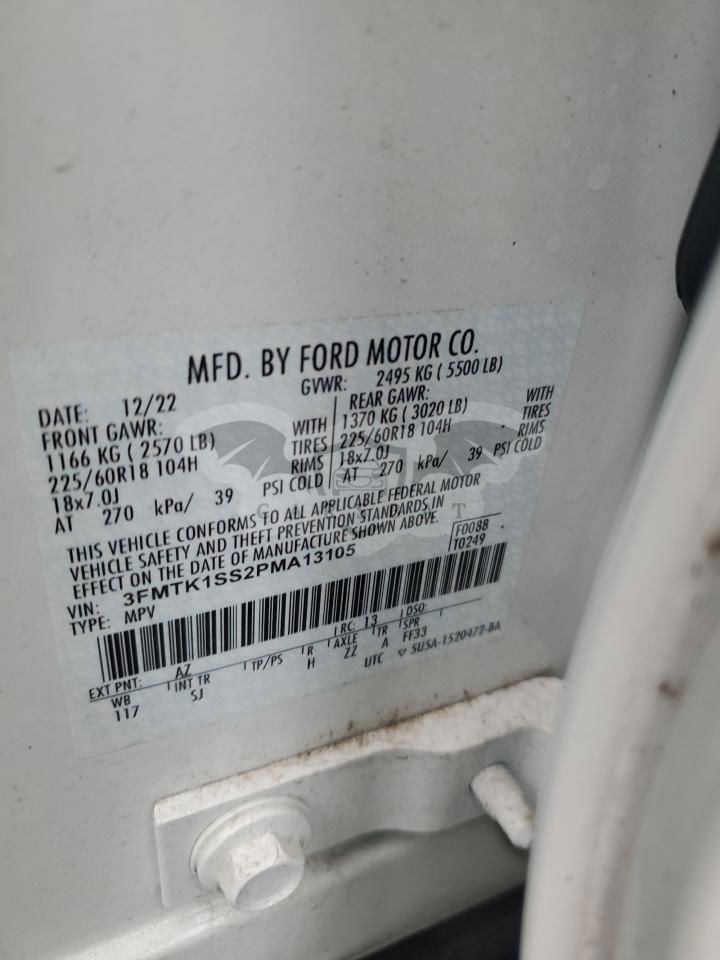 MFD. BY FORD MOTOR CO.
DATE: 12/22 GVWR: 2495 KG ( 5500 LB)
FRONT GAWR: WITH REAR GAWR: WITH
1166 KG ( 2570 LB) TIRES 1370 KG ( 3020 LB) TIRES
225/60R18 104H RIMS 225/60R18 104H RIMS
18x7.0J 18x7.0J
AT 270 kPa/ 39 PSI COLD AT 270 kPa/ 39 PSI COLD
THIS VEHICLE CONFORMS TO ALL APPLICABLE FEDERAL MOTOR
VEHICLE SAFETY AND THEFT PREVENTION STANDARDS IN
EFFECT ON THE DATE OF MANUFACTURE SHOWN ABOVE.
F0088
T0249
VIN: 3FMTK1SS2PMA13105
TYPE: MPV
EXT PNT: AZ RC: 13 DSO:
WB INT TR TP/PS R AXLE TR SPR
117 SJ H ZZ A FF33
UTC 5U5A-1520472-BA